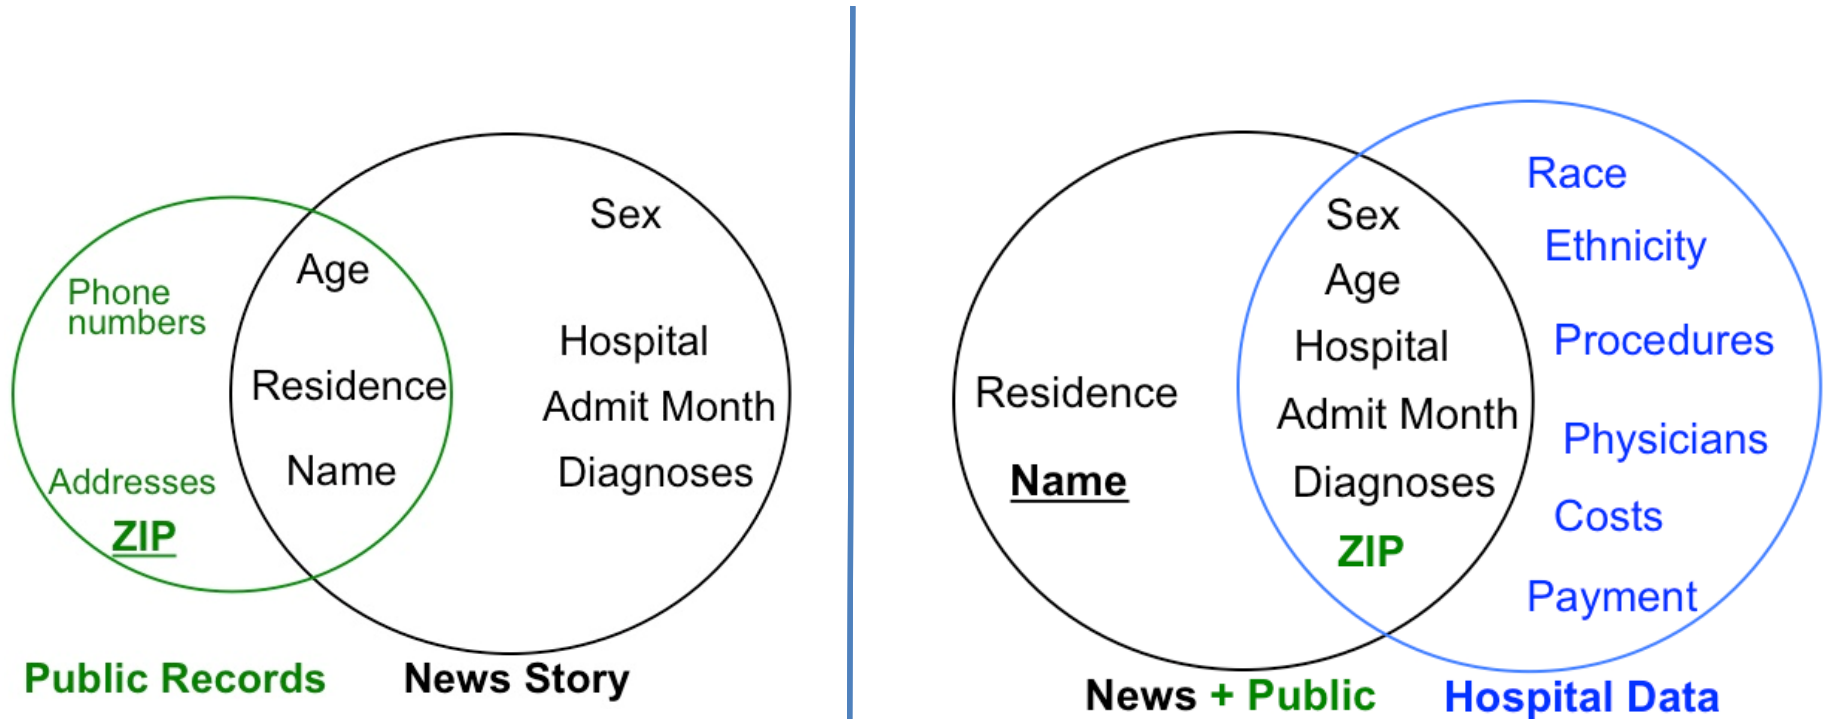 Sex
Age
Phone
numbers
Hospital
Residence
Admit Month
Name
Diagnoses
Addresses
ZIP
Public Records
News Story
Race
Sex
Ethnicity
Age
Procedures
Hospital
Residence
Admit Month
Physicians
Name
Diagnoses
Costs
ZIP
Payment
News + Public
Hospital Data